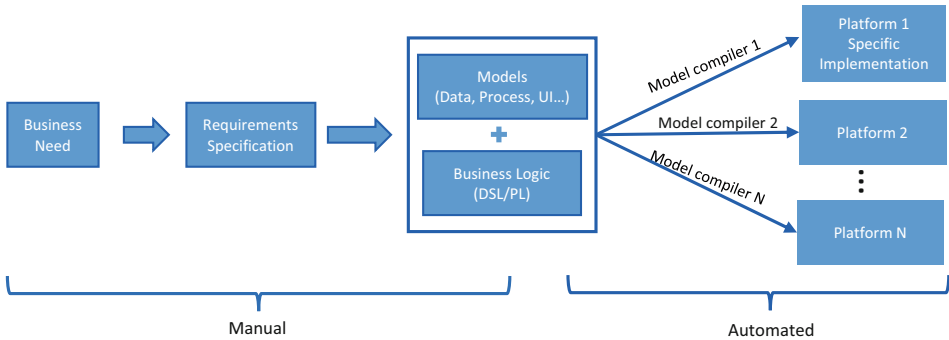 Business
Need
Requirements
Specification
Models
(Data, Process, UI...)
+
Business Logic
(DSL/PL)
Model compiler 1
Model compiler 2
Model compiler N
Platform 1
Specific
Implementation
Platform 2
Platform N
Manual
Automated